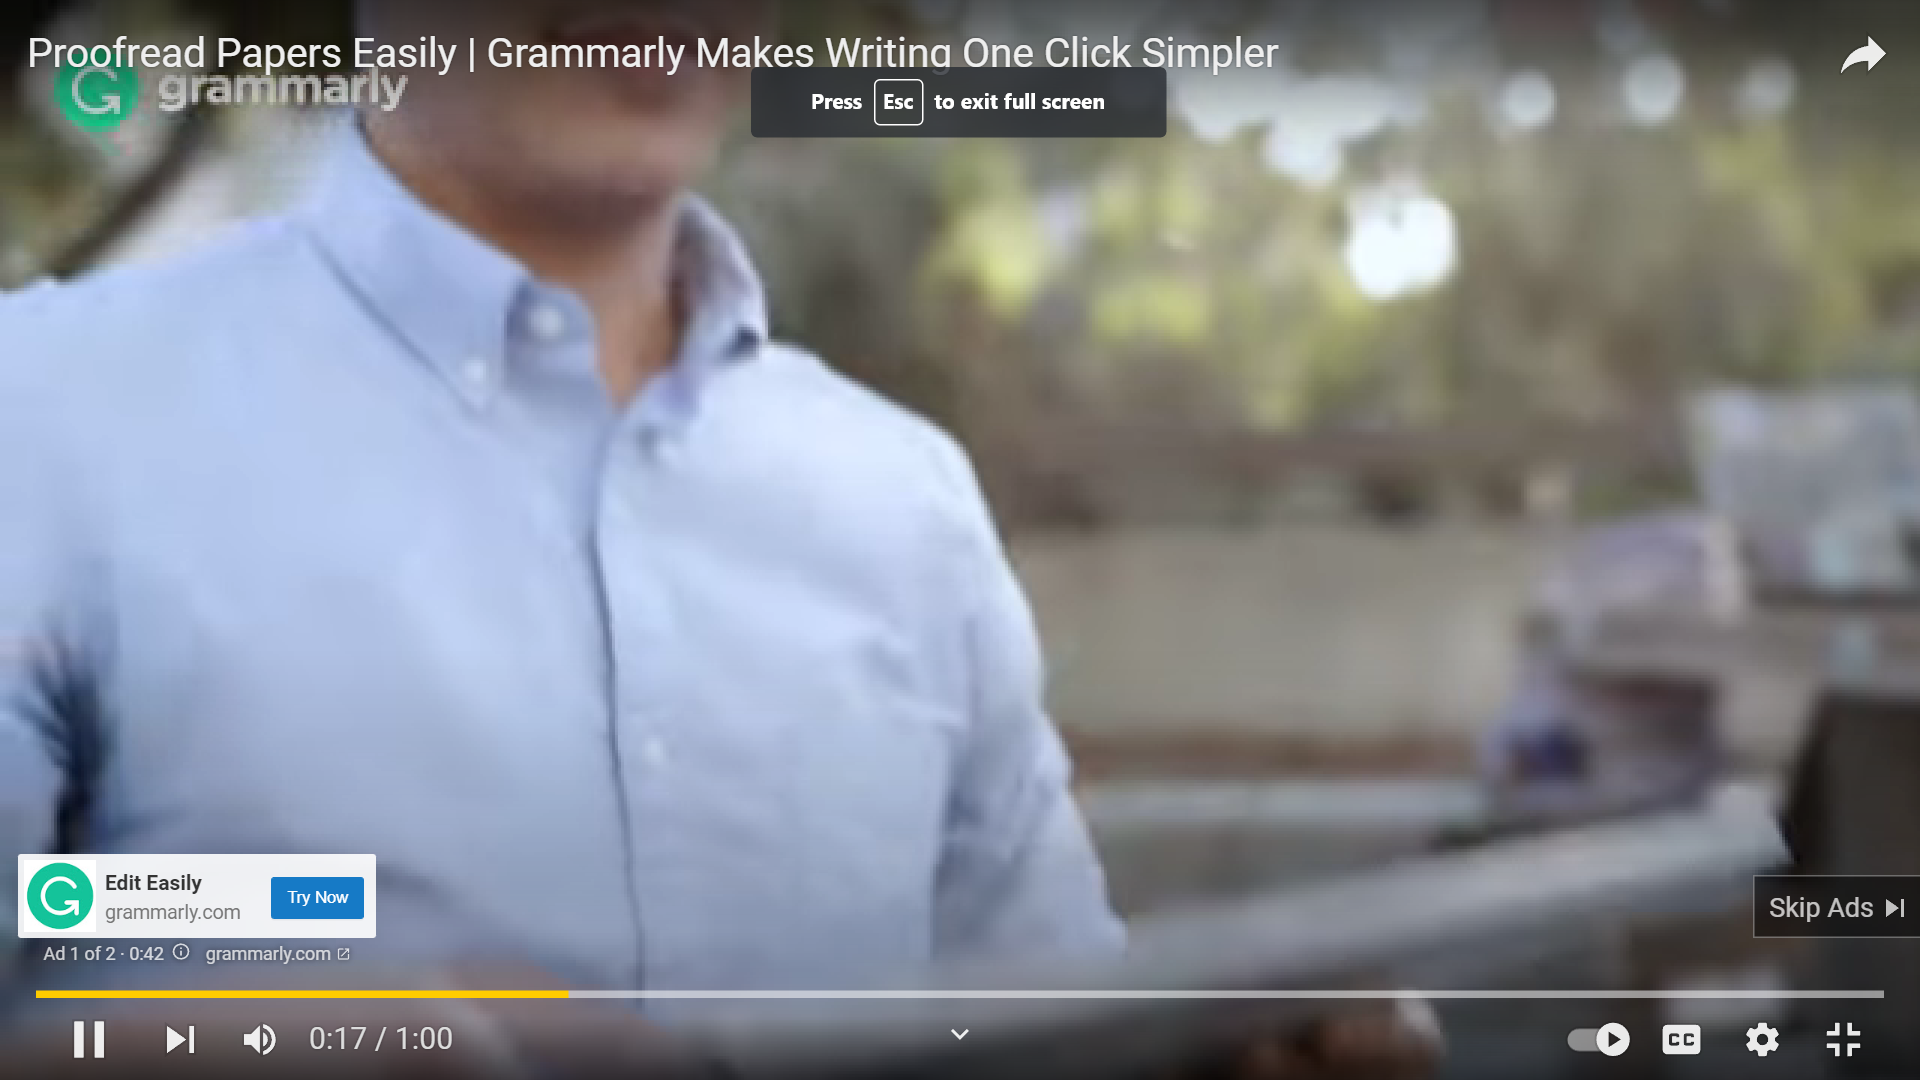 Proofread Papers Easily | Grammarly Makes Writing One Click Simpler
grammarly
Press Esc to exit full screen
Edit Easily
grammarly.com
Try Now
Skip Ads
Ad 1 of 2 · 0:42 grammarly.com
0:17 / 1:00
CC